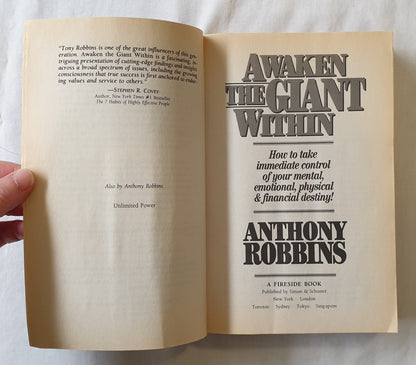 "Tony Robbins is one of the great influencers of this gen-
eration. Awaken the Giant Within is a fascinating, in-
triguing presentation of cutting-edge findings and insights
across a broad spectrum of issues, including the growing
consciousness that true success is first anchored to endur-
ing values and service to others."
—STEPHEN R. COVEY
Author, New York Times #1 Bestseller
The 7 Habits of Highly Effective People
Also by Anthony Robbins
Unlimited Power
AWAKEN
THE GIANT
WITHIN
How to take
immediate control
of your mental,
emotional, physical
& financial destiny!
ANTHONY
ROBBINS
A FIRESIDE BOOK
Published by Simon & Schuster
New York London
Toronto Sydney Tokyo Singapore